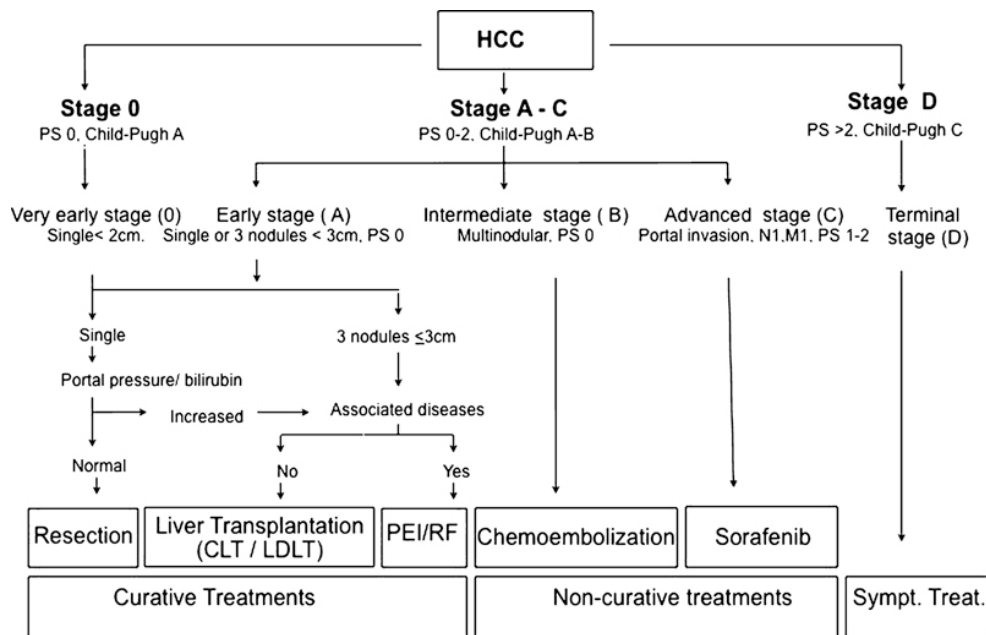 HCC
Stage 0
PS 0, Child-Pugh A
Stage A - C
PS 0-2, Child-Pugh A-B
Stage D
PS >2, Child-Pugh C
Very early stage (0)
Single< 2cm.
Early stage ( A)
Single or 3 nodules < 3cm, PS 0
Intermediate stage ( B)
Multinodular, PS 0
Advanced stage (C)
Portal invasion, N1,M1, PS 1-2
Terminal
stage (D)
Single
3 nodules ≤3cm
Portal pressure/ bilirubin
Increased
Associated diseases
Normal
No
Yes
Resection
Liver Transplantation
(CLT / LDLT)
PEI/RF
Chemoembolization
Sorafenib
Curative Treatments
Non-curative treatments
Sympt. Treat.